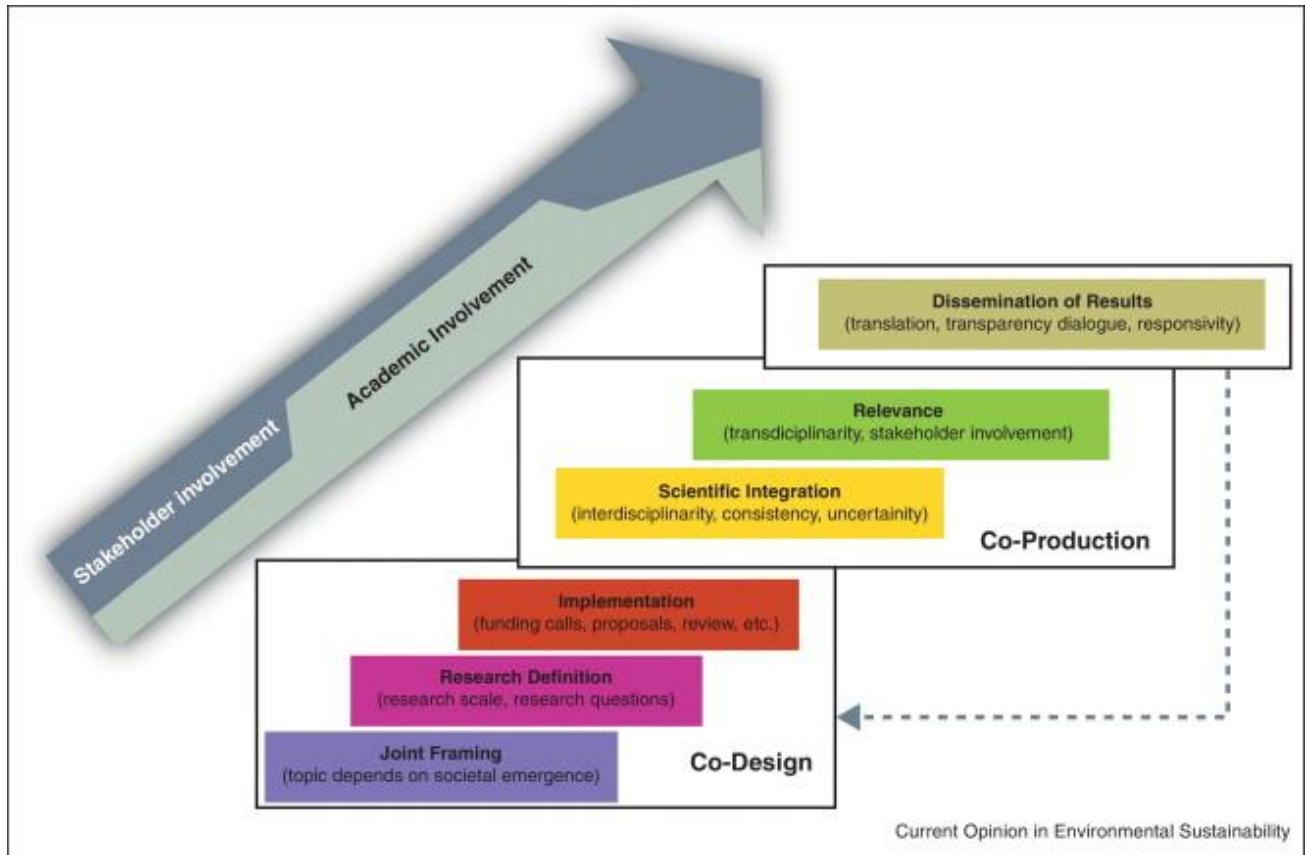 Stakeholder involvement
Academic Involvement
Dissemination of Results
(translation, transparency dialogue, responsivity)
Relevance
(transdiciplinarity, stakeholder involvement)
Scientific Integration
(interdisciplinarity, consistency, uncertainity)
Co-Production
Implementation
(funding calls, proposals, review, etc.)
Research Definition
(research scale, research questions)
Joint Framing
(topic depends on societal emergence)
Co-Design
Current Opinion in Environmental Sustainability